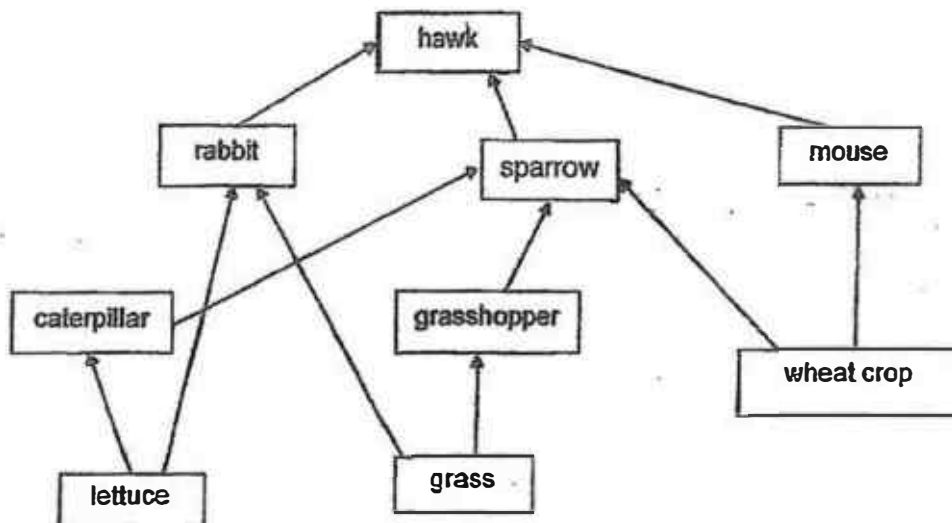 hawk
rabbit
sparrow
mouse
caterpillar
grasshopper
wheat crop
lettuce
grass